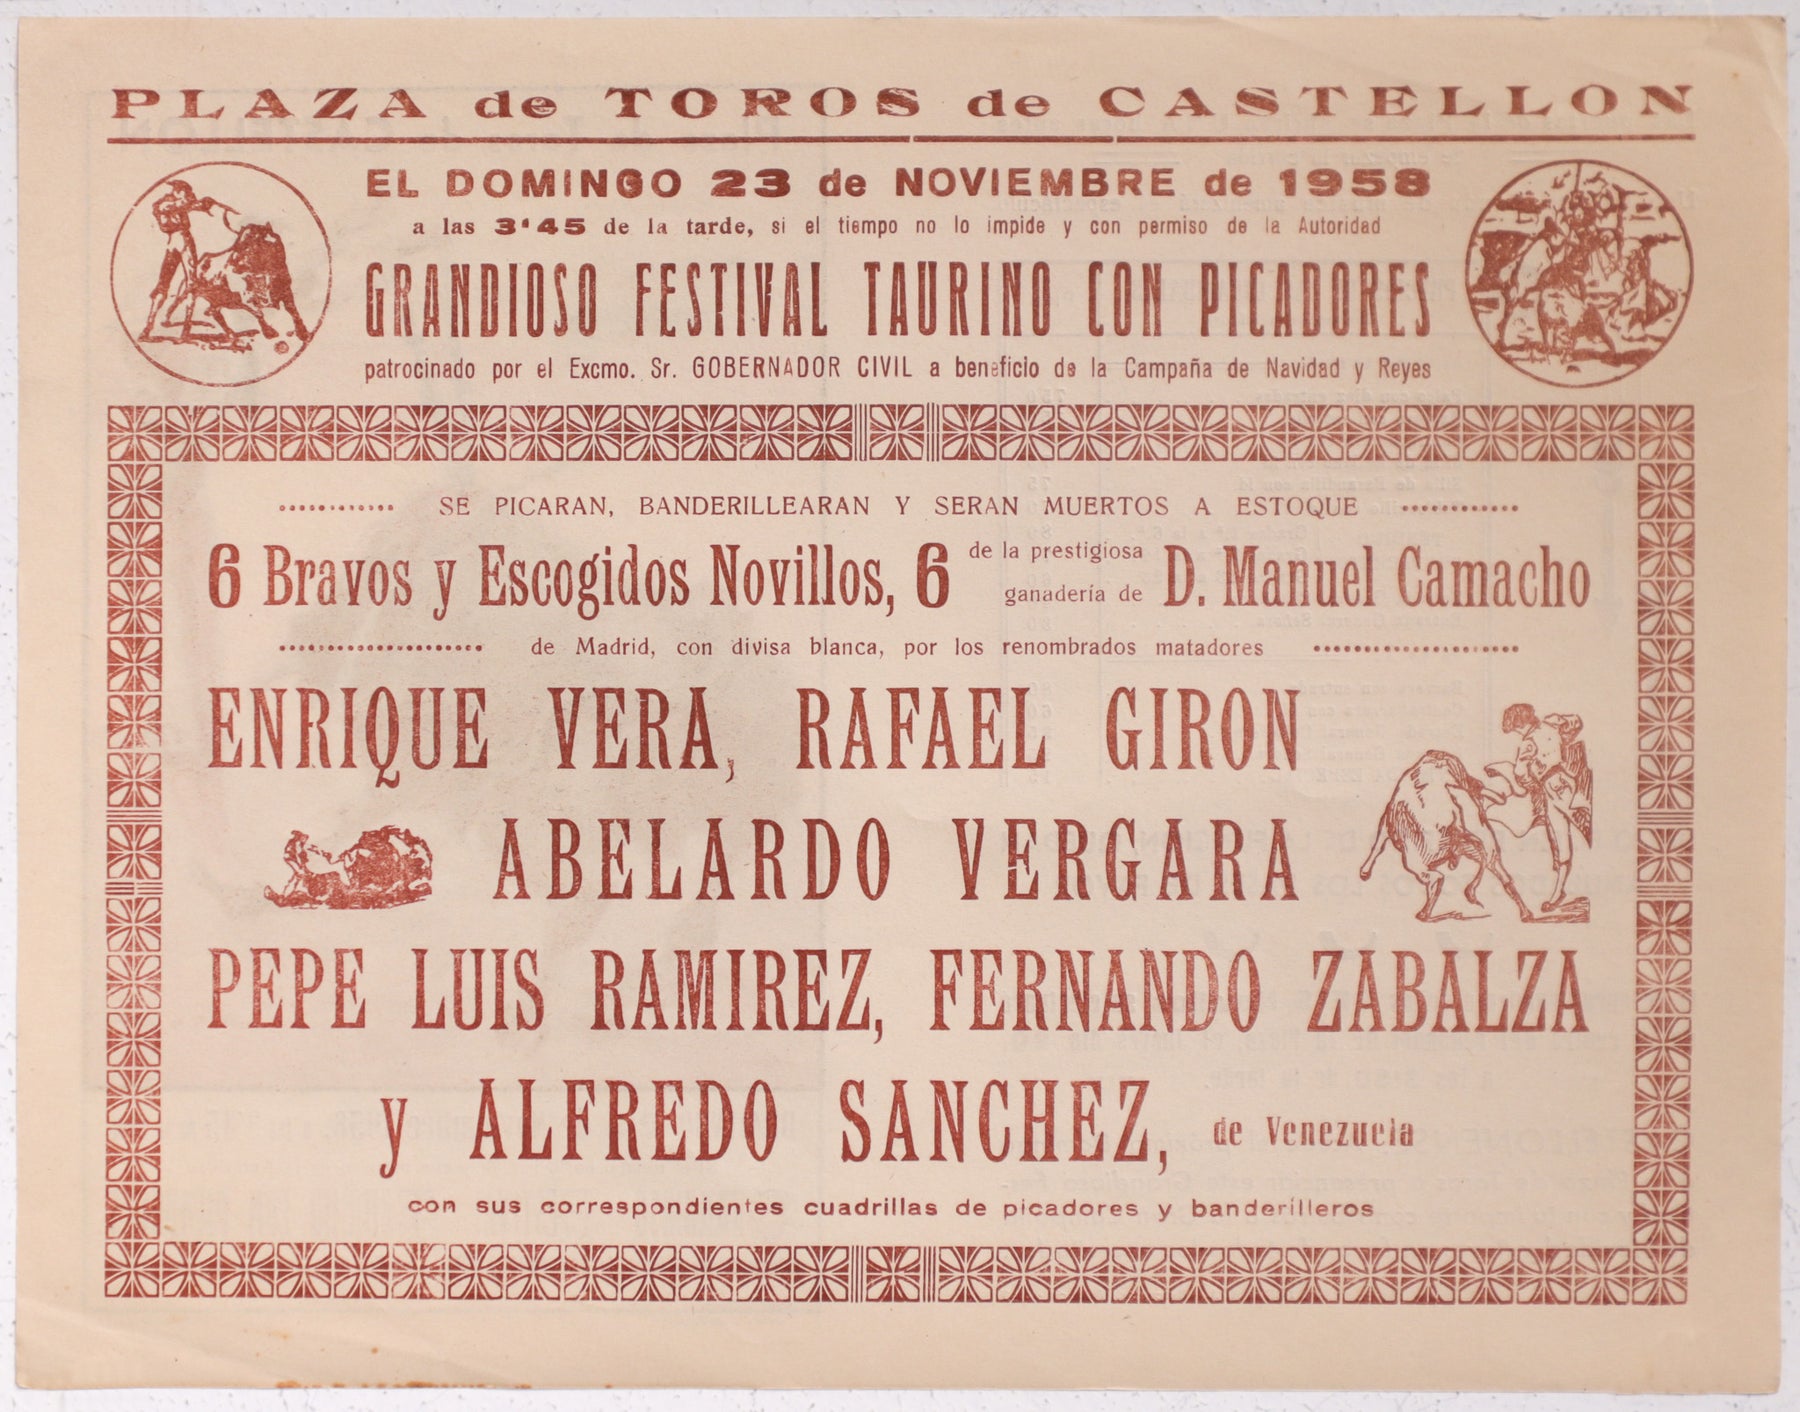 PLAZA de TOROS de CASTELLON
EL DOMINGO 23 de NOVIEMBRE de 1958
a las 3'45 de la tarde, si el tiempo no lo impide y con permiso de la Autoridad
GRANDIOSO FESTIVAL TAURINO CON PICADORES
patrocinado por el Excmo. Sr. GOBERNADOR CIVIL a beneficio de la Campaña de Navidad y Reyes
SE PICARAN, BANDERILLEARAN Y SERAN MUERTOS A ESTOQUE
6 Bravos y Escogidos Novillos, 6 de la prestigiosa ganadería de D. Manuel Camacho
de Madrid, con divisa blanca, por los renombrados matadores
ENRIQUE VERA, RAFAEL GIRON
ABELARDO VERGARA
PEPE LUIS RAMIREZ, FERNANDO ZABALZA
y ALFREDO SANCHEZ, de Venezuela
con sus correspondientes cuadrillas de picadores y banderilleros